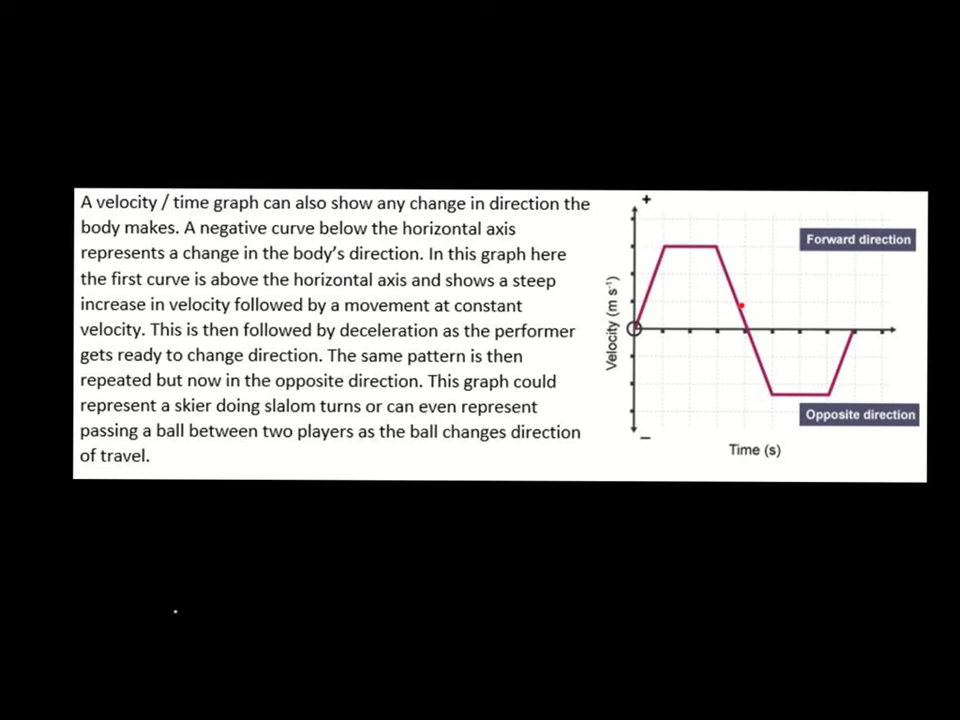 A velocity / time graph can also show any change in direction the
body makes. A negative curve below the horizontal axis
represents a change in the body's direction. In this graph here
the first curve is above the horizontal axis and shows a steep
increase in velocity followed by a movement at constant
velocity. This is then followed by deceleration as the performer
gets ready to change direction. The same pattern is then
repeated but now in the opposite direction. This graph could
represent a skier doing slalom turns or can even represent
passing a ball between two players as the ball changes direction
of travel.
+
Forward direction
Velocity (m s⁻¹)
Opposite direction
–
Time (s)